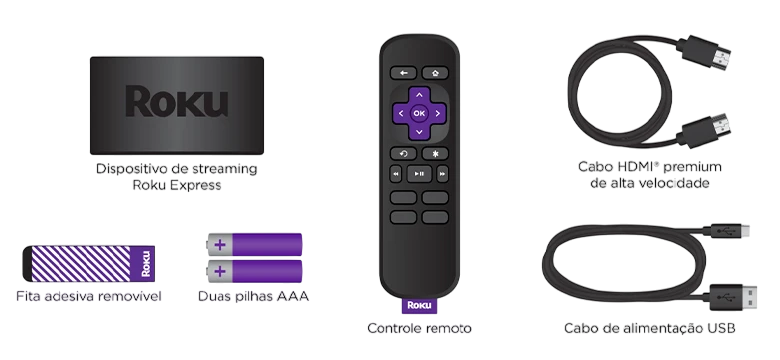 Roku
Dispositivo de streaming
Roku Express
OK
Cabo HDMI® premium
de alta velocidade
Roku
Fita adesiva removível
Duas pilhas AAA
Roku
Controle remoto
Cabo de alimentação USB